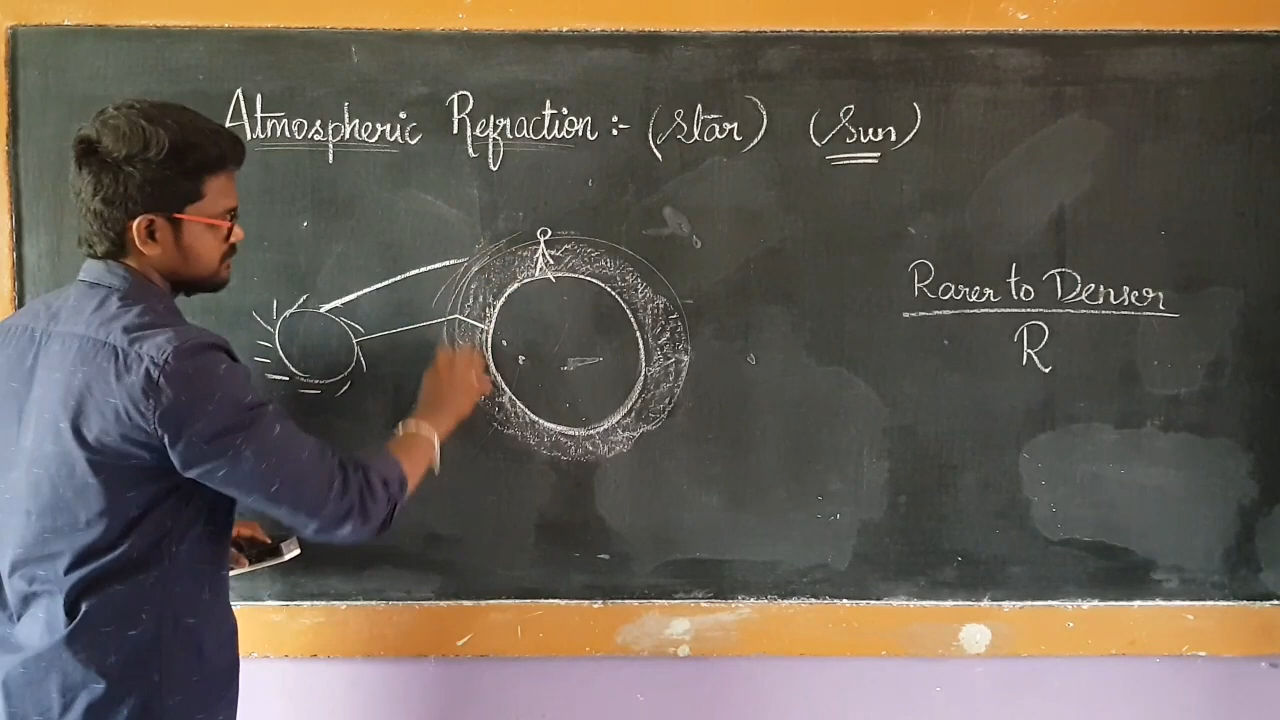 Atmospheric Refraction :- (Star) (Sun)
Rarer to Denser
R